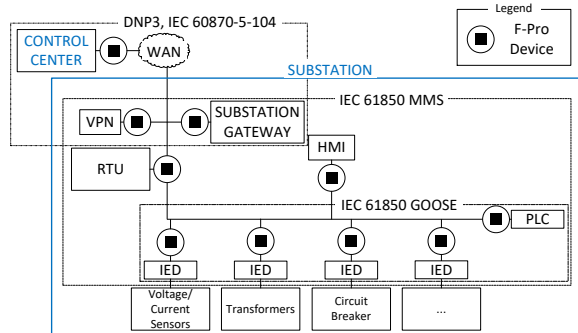 DNP3, IEC 60870-5-104
Legend
F-Pro
Device
CONTROL
CENTER
WAN
SUBSTATION
IEC 61850 MMS
VPN
SUBSTATION
GATEWAY
HMI
RTU
IEC 61850 GOOSE
PLC
IED
IED
IED
IED
Voltage/
Current
Sensors
Transformers
Circuit
Breaker
...